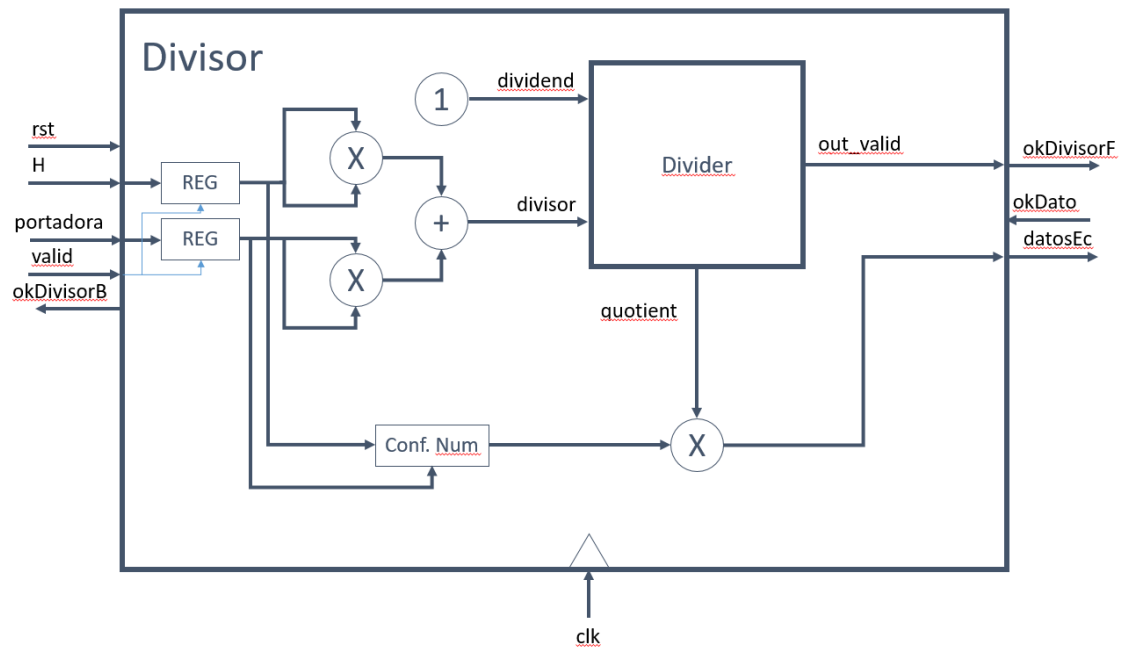 Divisor
rst
H
portadora
valid
okDivisorB
REG
REG
X
X
+
1
dividend
divisor
Divider
out_valid
quotient
okDivisorF
okDato
datosEc
Conf. Num
X
clk